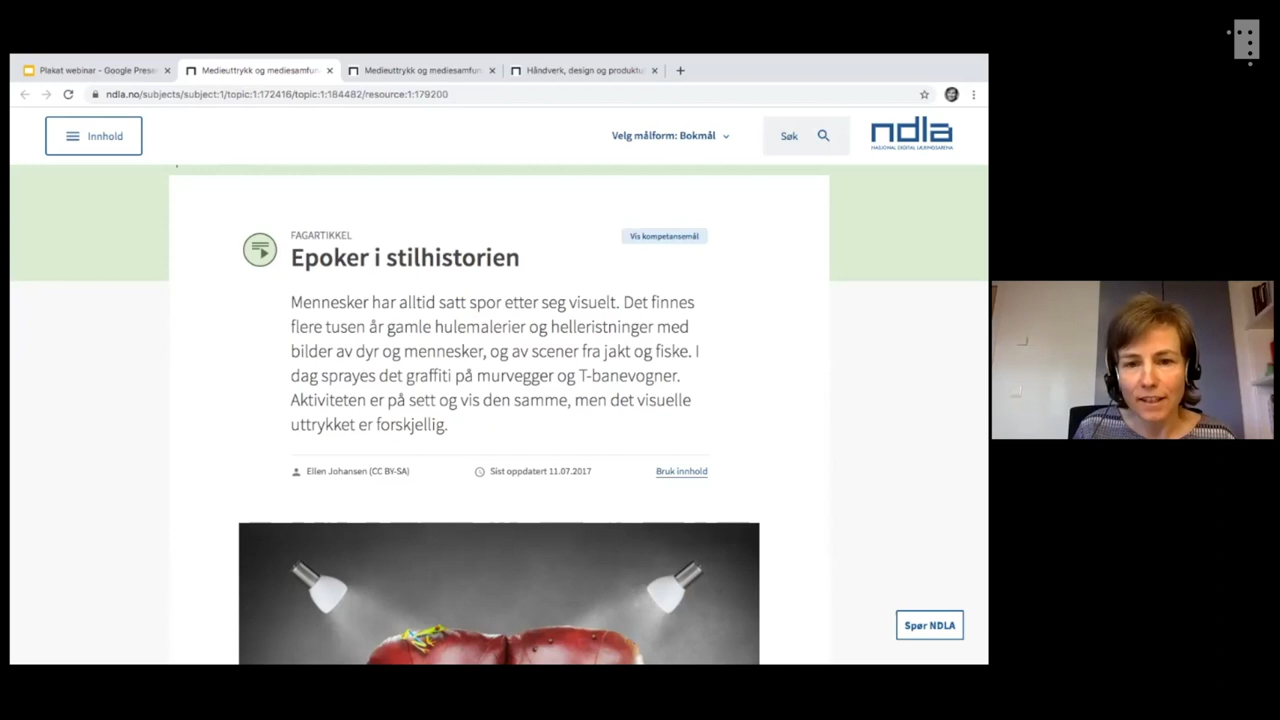 Plakat webinar - Google Prese
Medieuttrykk og mediesamfun
Medieuttrykk og mediesamfun
Håndverk, design og produktu
ndla.no/subjects/subject:1/topic:1:172416/topic:1:184482/resource:1:179200
Innhold
Velg målform: Bokmål
Søk
ndla
NASJONAL DIGITAL LÆRINGSARENA
FAGARTIKKEL
Vis kompetansemål
Epoker i stilhistorien
Mennesker har alltid satt spor etter seg visuelt. Det finnes
flere tusen år gamle hulemalerier og helleristninger med
bilder av dyr og mennesker, og av scener fra jakt og fiske. I
dag sprayes det graffiti på murvegger og T-banevogner.
Aktiviteten er på sett og vis den samme, men det visuelle
uttrykket er forskjellig.
Ellen Johansen (CC BY-SA)
Sist oppdatert 11.07.2017
Bruk innhold
Spør NDLA